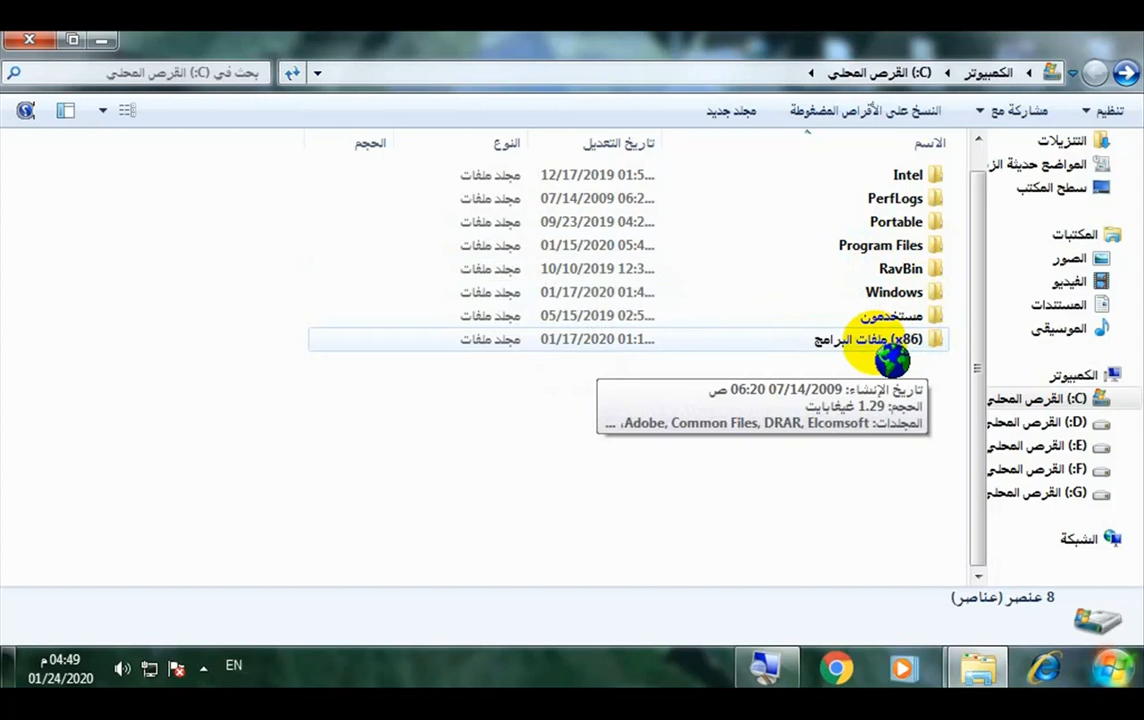 الكمبيوتر
القرص المحلي (C:)
بحث في (C:) القرص المحلي
تنظيم
مشاركة مع
النسخ على الأقراص المضغوطة
مجلد جديد
الاسم
تاريخ التعديل
النوع
الحجم
Intel 12/17/2019 01:5... مجلد ملفات
PerfLogs 07/14/2009 06:2... مجلد ملفات
Portable 09/23/2019 04:2... مجلد ملفات
Program Files 01/15/2020 05:4... مجلد ملفات
RavBin 10/10/2019 12:3... مجلد ملفات
Windows 01/17/2020 01:4... مجلد ملفات
مستخدمون 05/15/2019 02:5... مجلد ملفات
ملفات البرامج (x86) 01/17/2020 01:1... مجلد ملفات
تاريخ الإنشاء: 07/14/2009 06:20 ص
الحجم: 1.29 غيغابايت
المجلدات: Adobe, Common Files, DRAR, Elcomsoft، ...
التنزيلات
المواضع حديثة الز
سطح المكتب
المكتبات
الصور
الفيديو
المستندات
الموسيقى
الكمبيوتر
القرص المحلي (C:)
القرص المحلي (D:)
القرص المحلي (E:)
القرص المحلي (F:)
القرص المحلي (G:)
الشبكة
8 عنصر (عناصر)
EN
04:49 م
01/24/2020